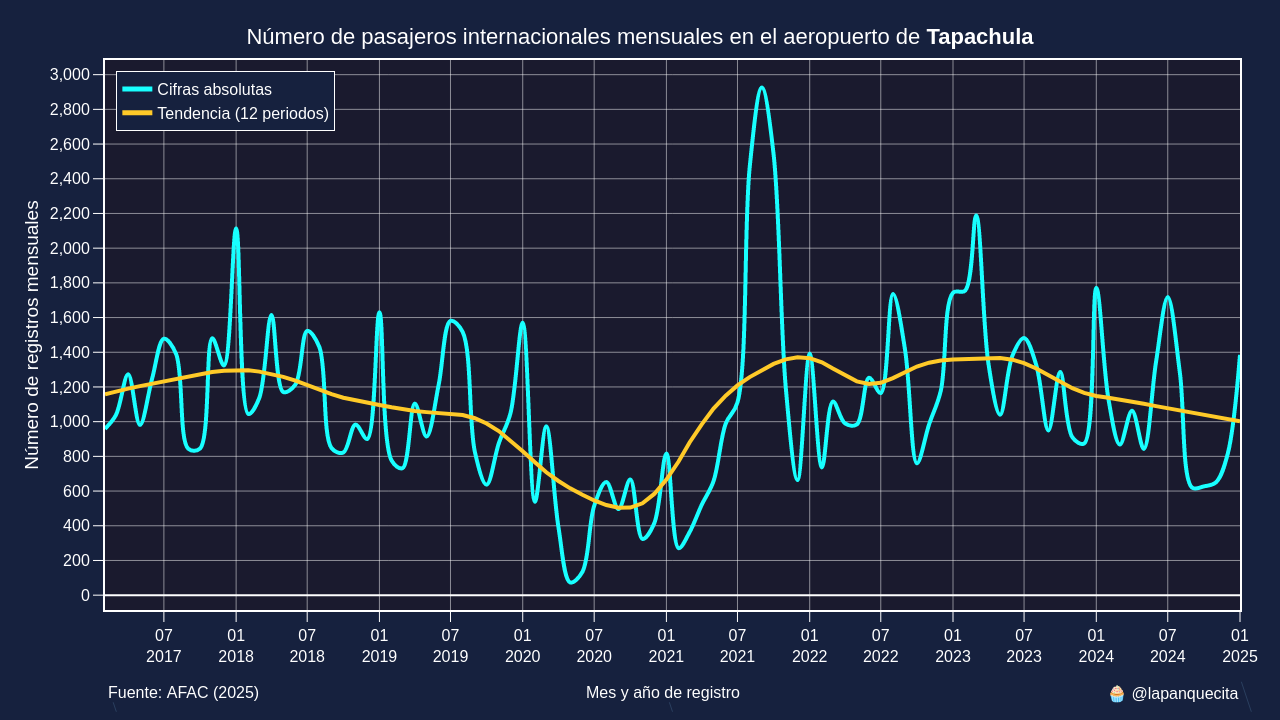 Número de pasajeros internacionales mensuales en el aeropuerto de Tapachula
Cifras absolutas
Tendencia (12 periodos)
Número de registros mensuales
3,000
2,800
2,600
2,400
2,200
2,000
1,800
1,600
1,400
1,200
1,000
800
600
400
200
0
07 01 07 01 07 01 07 01 07 01 07 01 07 01 07 01
2017 2018 2018 2019 2019 2020 2020 2021 2021 2022 2022 2023 2023 2024 2024 2025
Fuente: AFAC (2025)
Mes y año de registro
🧁 @lapanquecita